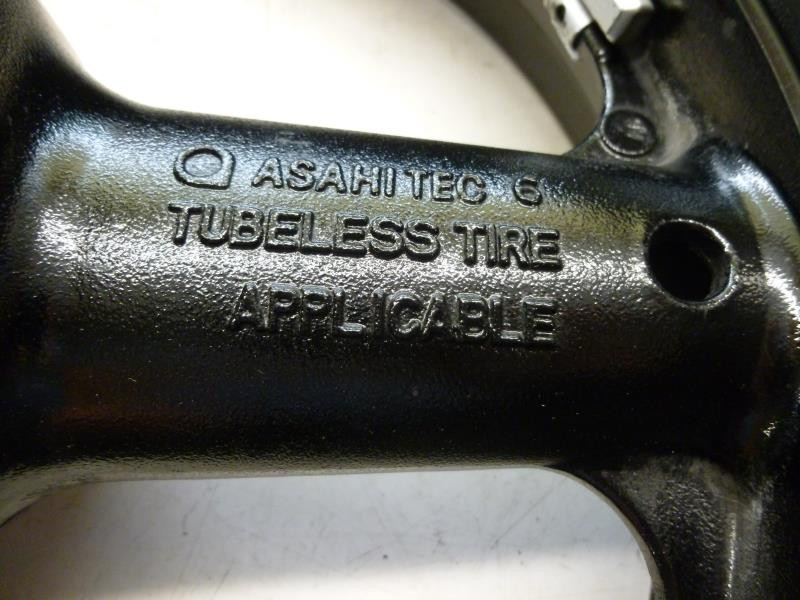 ASAHI TEC 6
TUBELESS TIRE
APPLICABLE